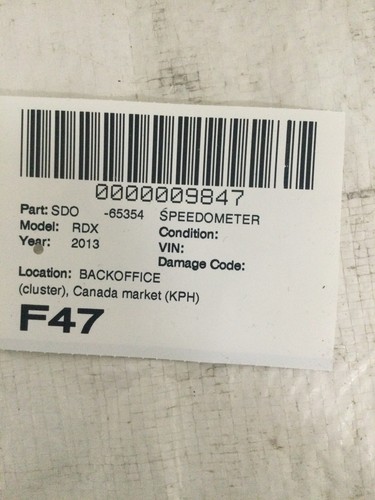 0000009847
Part: SDO -65354 SPEEDOMETER
Model: RDX Condition:
Year: 2013 VIN:
Damage Code:
Location: BACKOFFICE
(cluster), Canada market (KPH)
F47